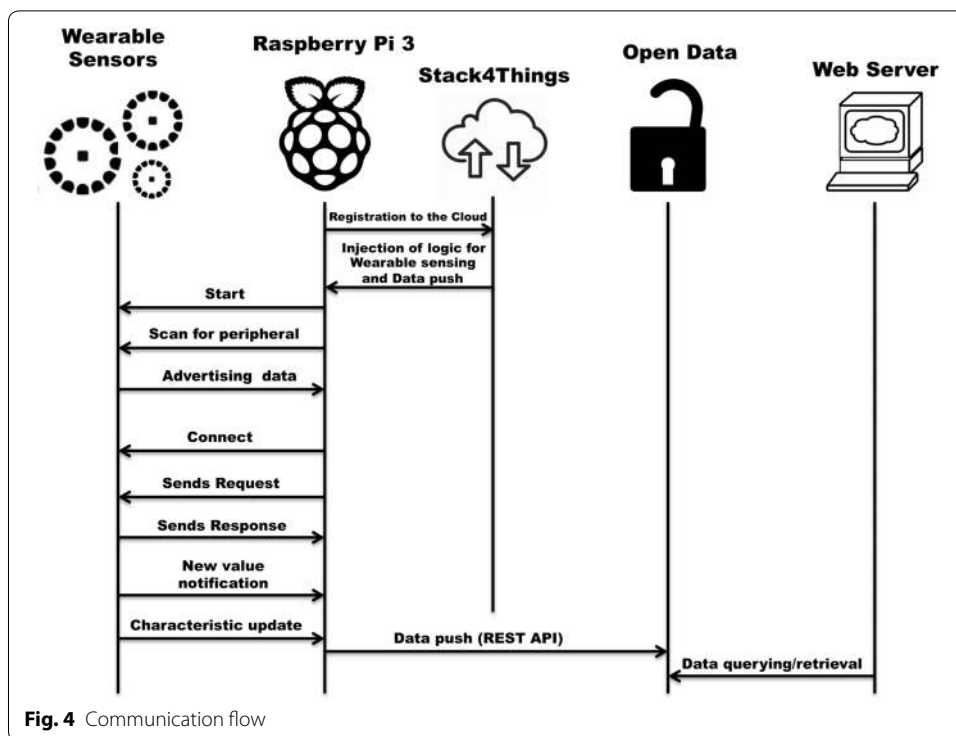 Wearable
Sensors
Raspberry Pi 3
Stack4Things
Open Data
Web Server
Registration to the Cloud
Injection of logic for
Wearable sensing
and Data push
Start
Scan for peripheral
Advertising data
Connect
Sends Request
Sends Response
New value
notification
Characteristic update
Data push (REST API)
Data querying/retrieval
Fig. 4 Communication flow